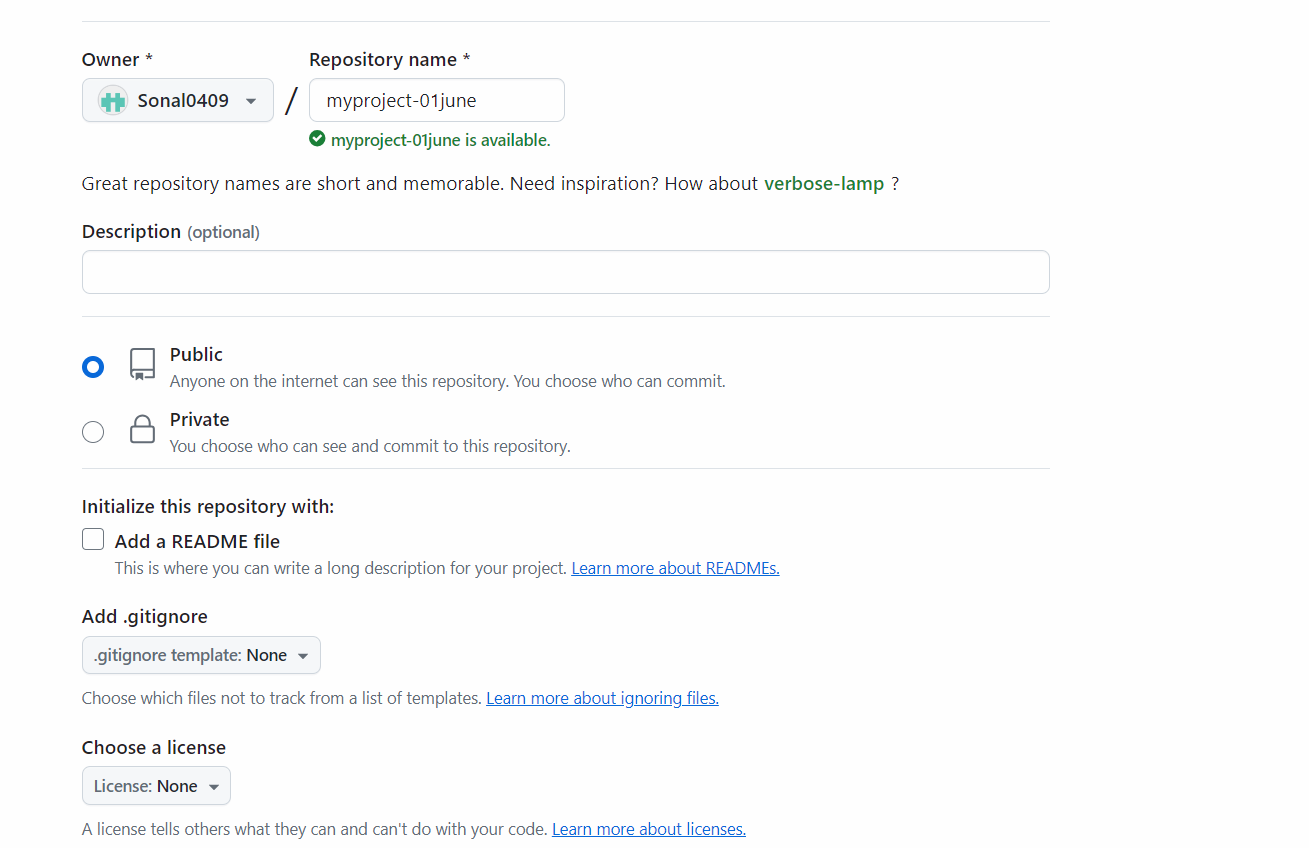 Owner *
Repository name *
Sonal0409
/
myproject-01june
myproject-01june is available.
Great repository names are short and memorable. Need inspiration? How about verbose-lamp ?
Description (optional)
Public
Anyone on the internet can see this repository. You choose who can commit.
Private
You choose who can see and commit to this repository.
Initialize this repository with:
Add a README file
This is where you can write a long description for your project. Learn more about READMEs.
Add .gitignore
.gitignore template: None
Choose which files not to track from a list of templates. Learn more about ignoring files.
Choose a license
License: None
A license tells others what they can and can't do with your code. Learn more about licenses.